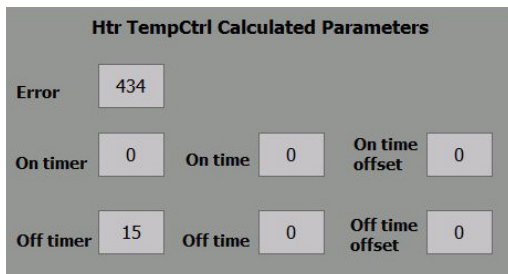 Htr TempCtrl Calculated Parameters
Error 434
On timer 0 On time 0 On time offset 0
Off timer 15 Off time 0 Off time offset 0